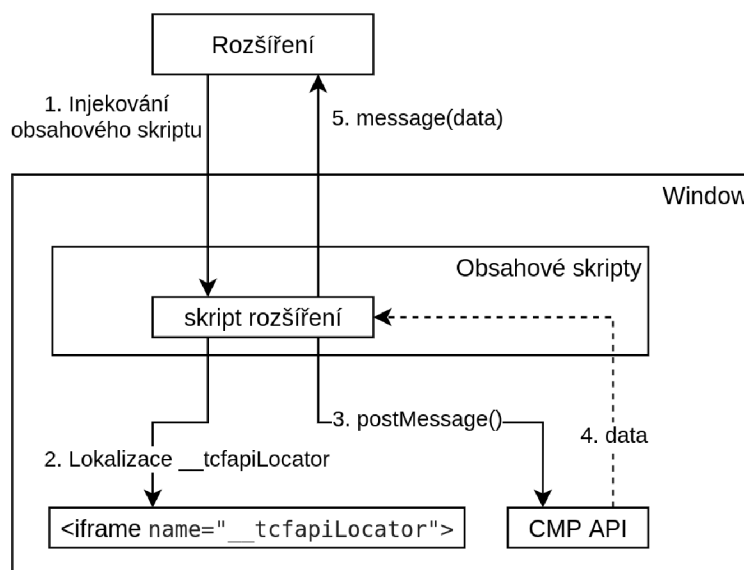 Rozšíření
1. Injekování
obsahového skriptu
5. message(data)
Window
Obsahové skripty
skript rozšíření
3. postMessage()
4. data
2. Lokalizace __tcfapiLocator
<iframe name="__tcfapiLocator">
CMP API